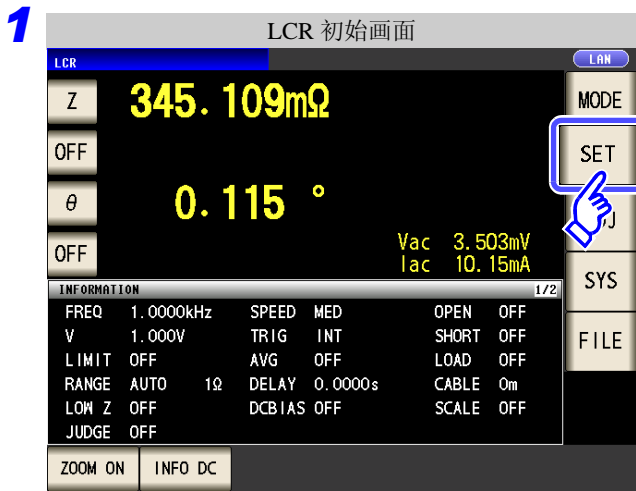 1
LCR 初始画面
LCR
LAN
Z 345.109mΩ
MODE
OFF
SET
θ 0.115 °
OFF
Vac 3.503mV
Iac 10.15mA
SYS
INFORMATION 1/2
FREQ 1.0000kHz SPEED MED OPEN OFF
V 1.000V TRIG INT SHORT OFF
FILE
LIMIT OFF AVG OFF LOAD OFF
RANGE AUTO 1Ω DELAY 0.0000s CABLE 0m
LOW Z OFF DCBIAS OFF SCALE OFF
JUDGE OFF
ZOOM ON INFO DC